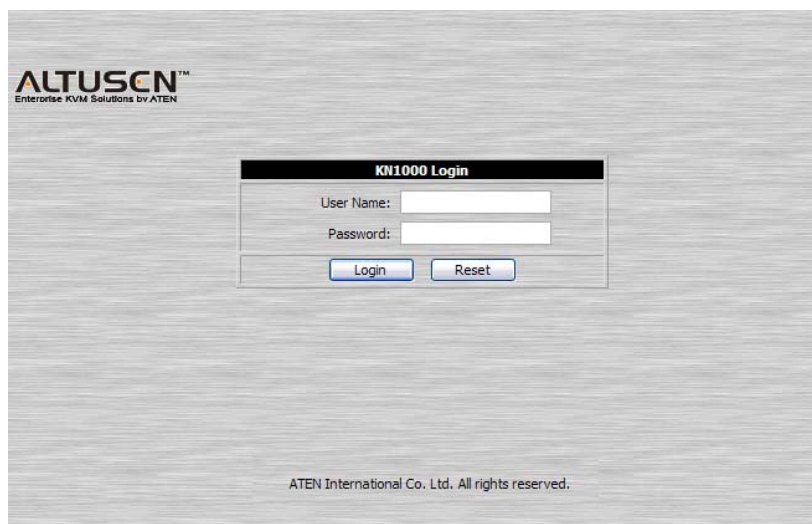 ALTUSEN™
Enterprise KVM Solutions by ATEN
KN1000 Login
User Name:
Password:
Login Reset
ATEN International Co. Ltd. All rights reserved.